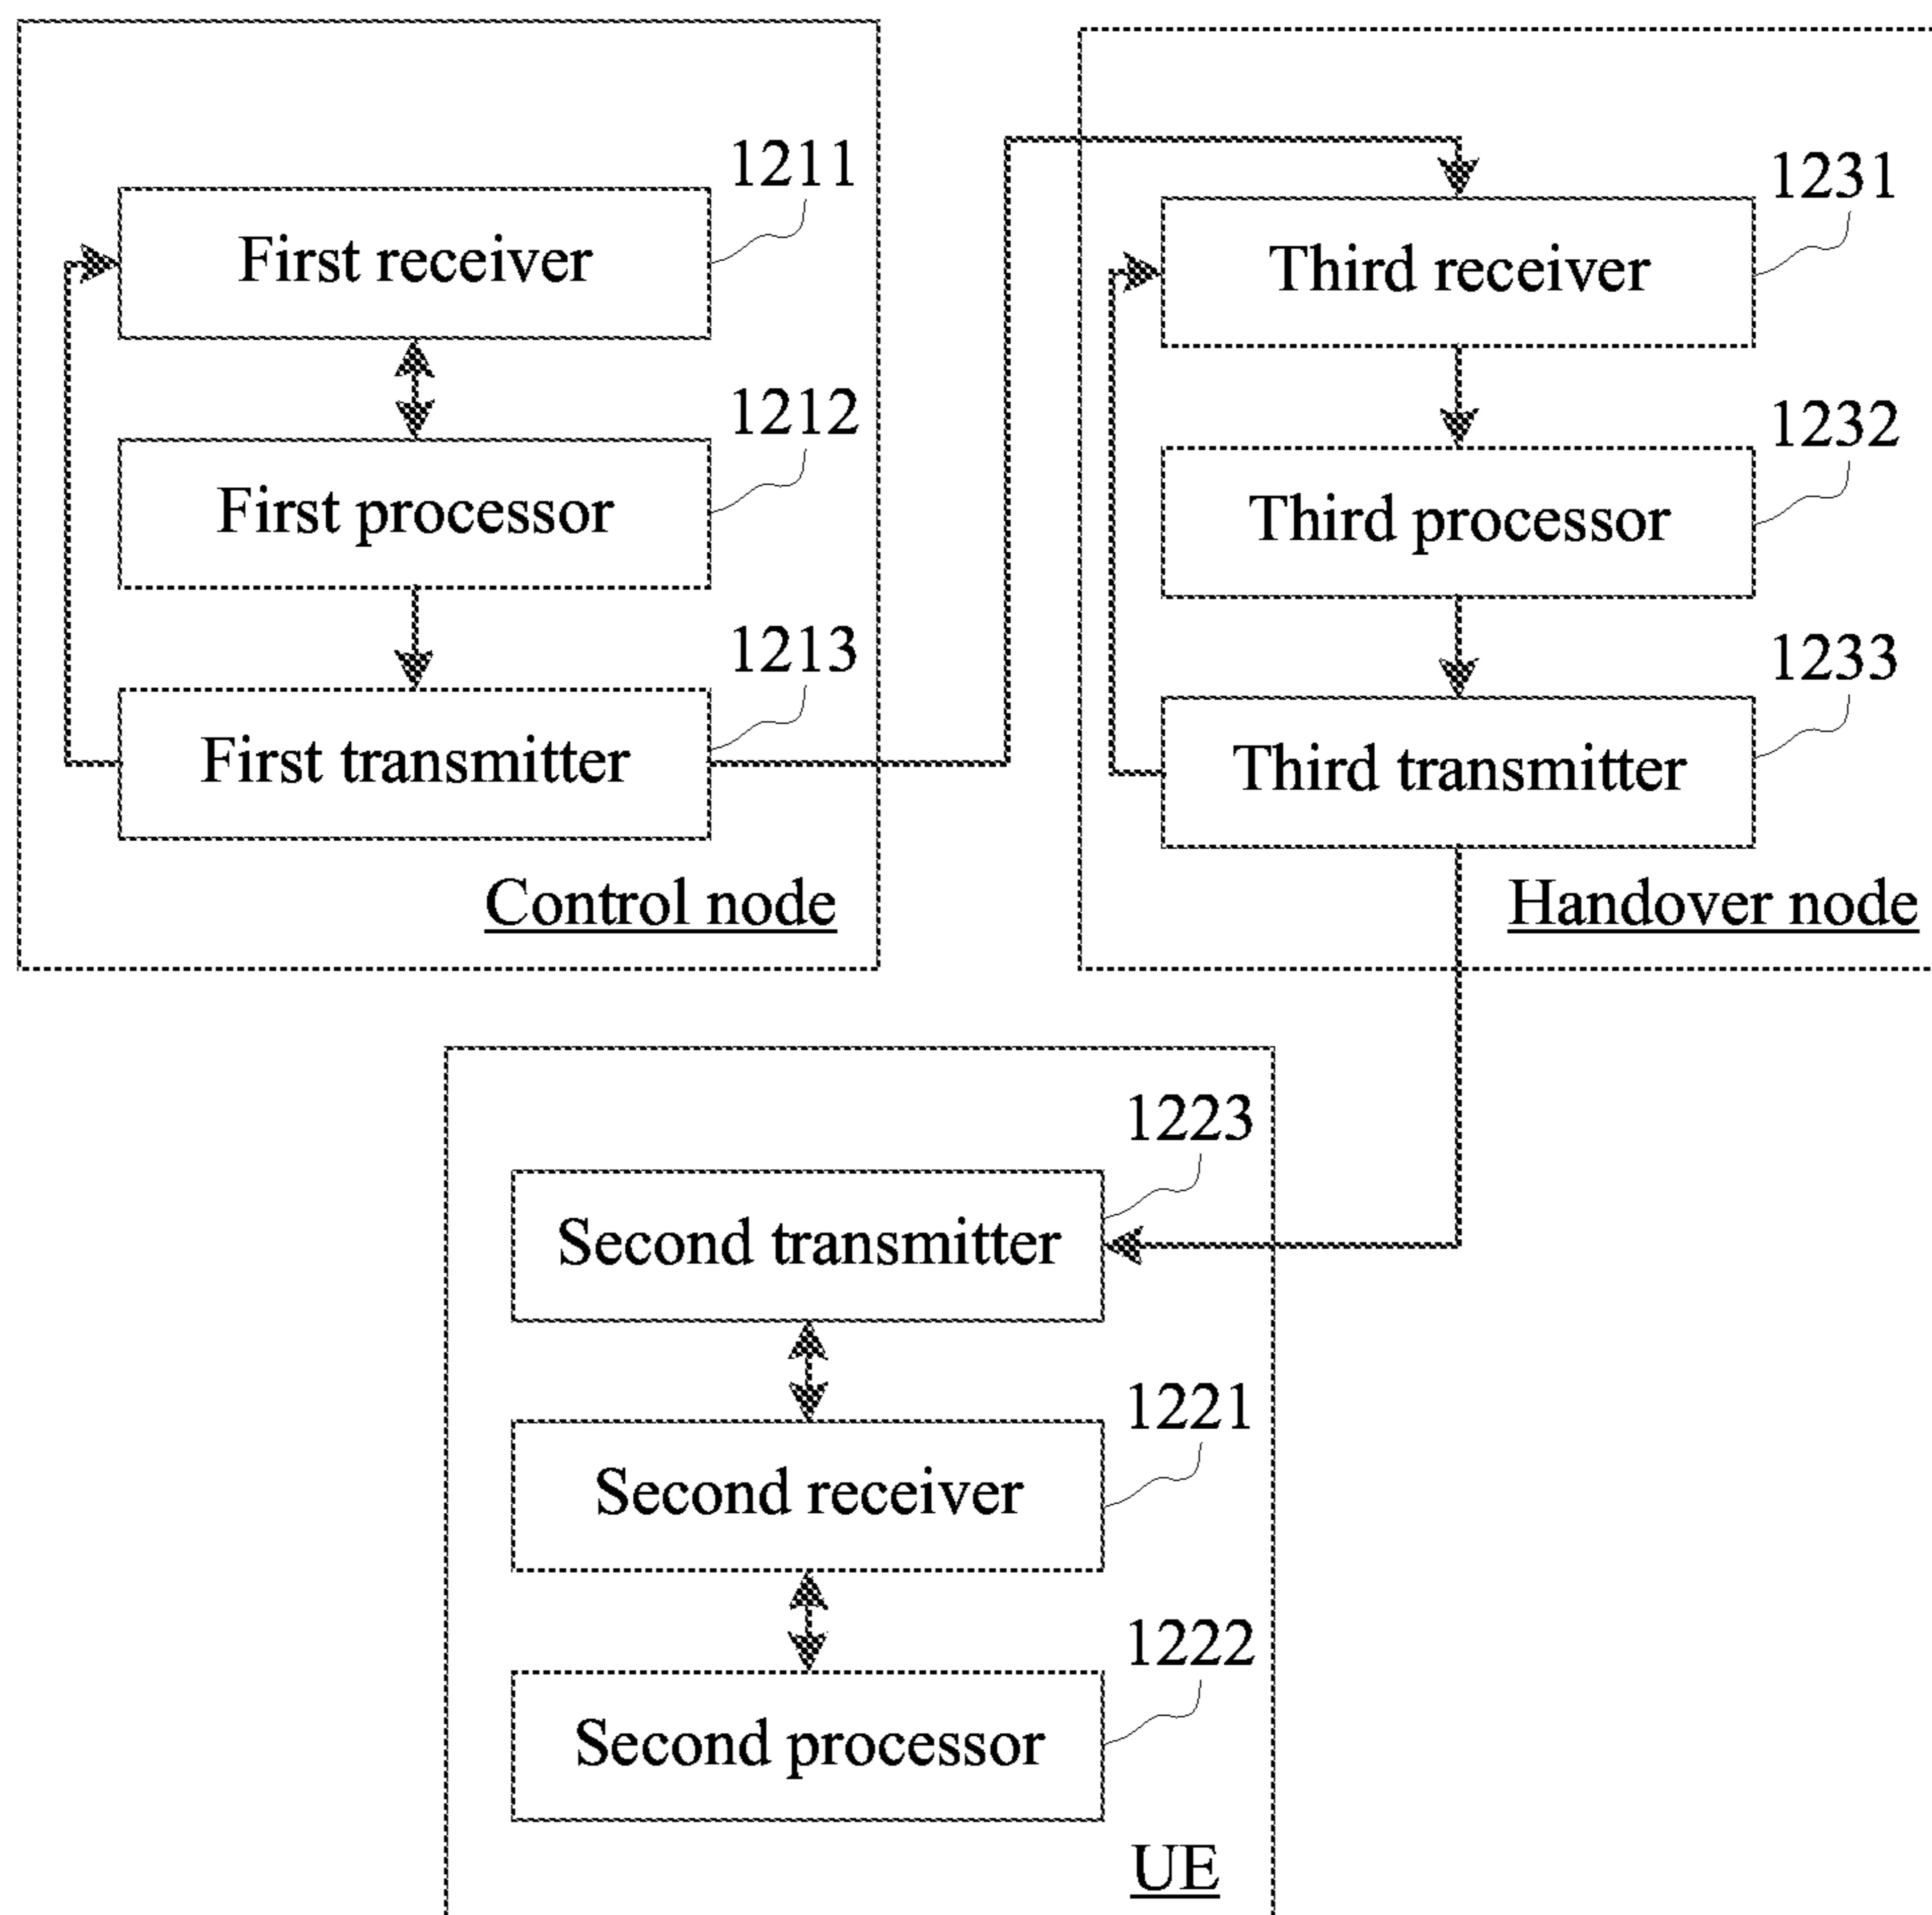 1211
First receiver
1212
First processor
1213
First transmitter
Control node
1231
Third receiver
1232
Third processor
1233
Third transmitter
Handover node
1223
Second transmitter
1221
Second receiver
1222
Second processor
UE